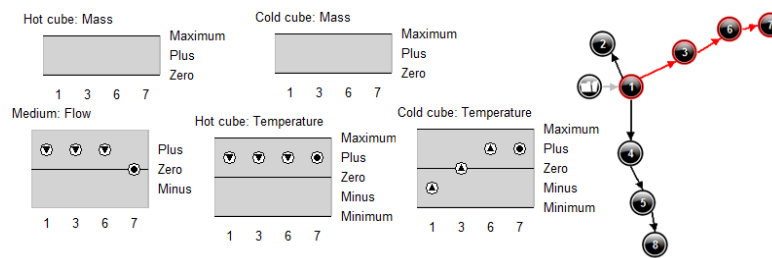 Hot cube: Mass
Maximum
Plus
Zero
1 3 6 7
Cold cube: Mass
Maximum
Plus
Zero
1 3 6 7
Medium: Flow
Plus
Zero
Minus
1 3 6 7
Hot cube: Temperature
Maximum
Plus
Zero
Minus
Minimum
1 3 6 7
Cold cube: Temperature
Maximum
Plus
Zero
Minus
Minimum
1 3 6 7
2
3
6
7
1
4
5
8